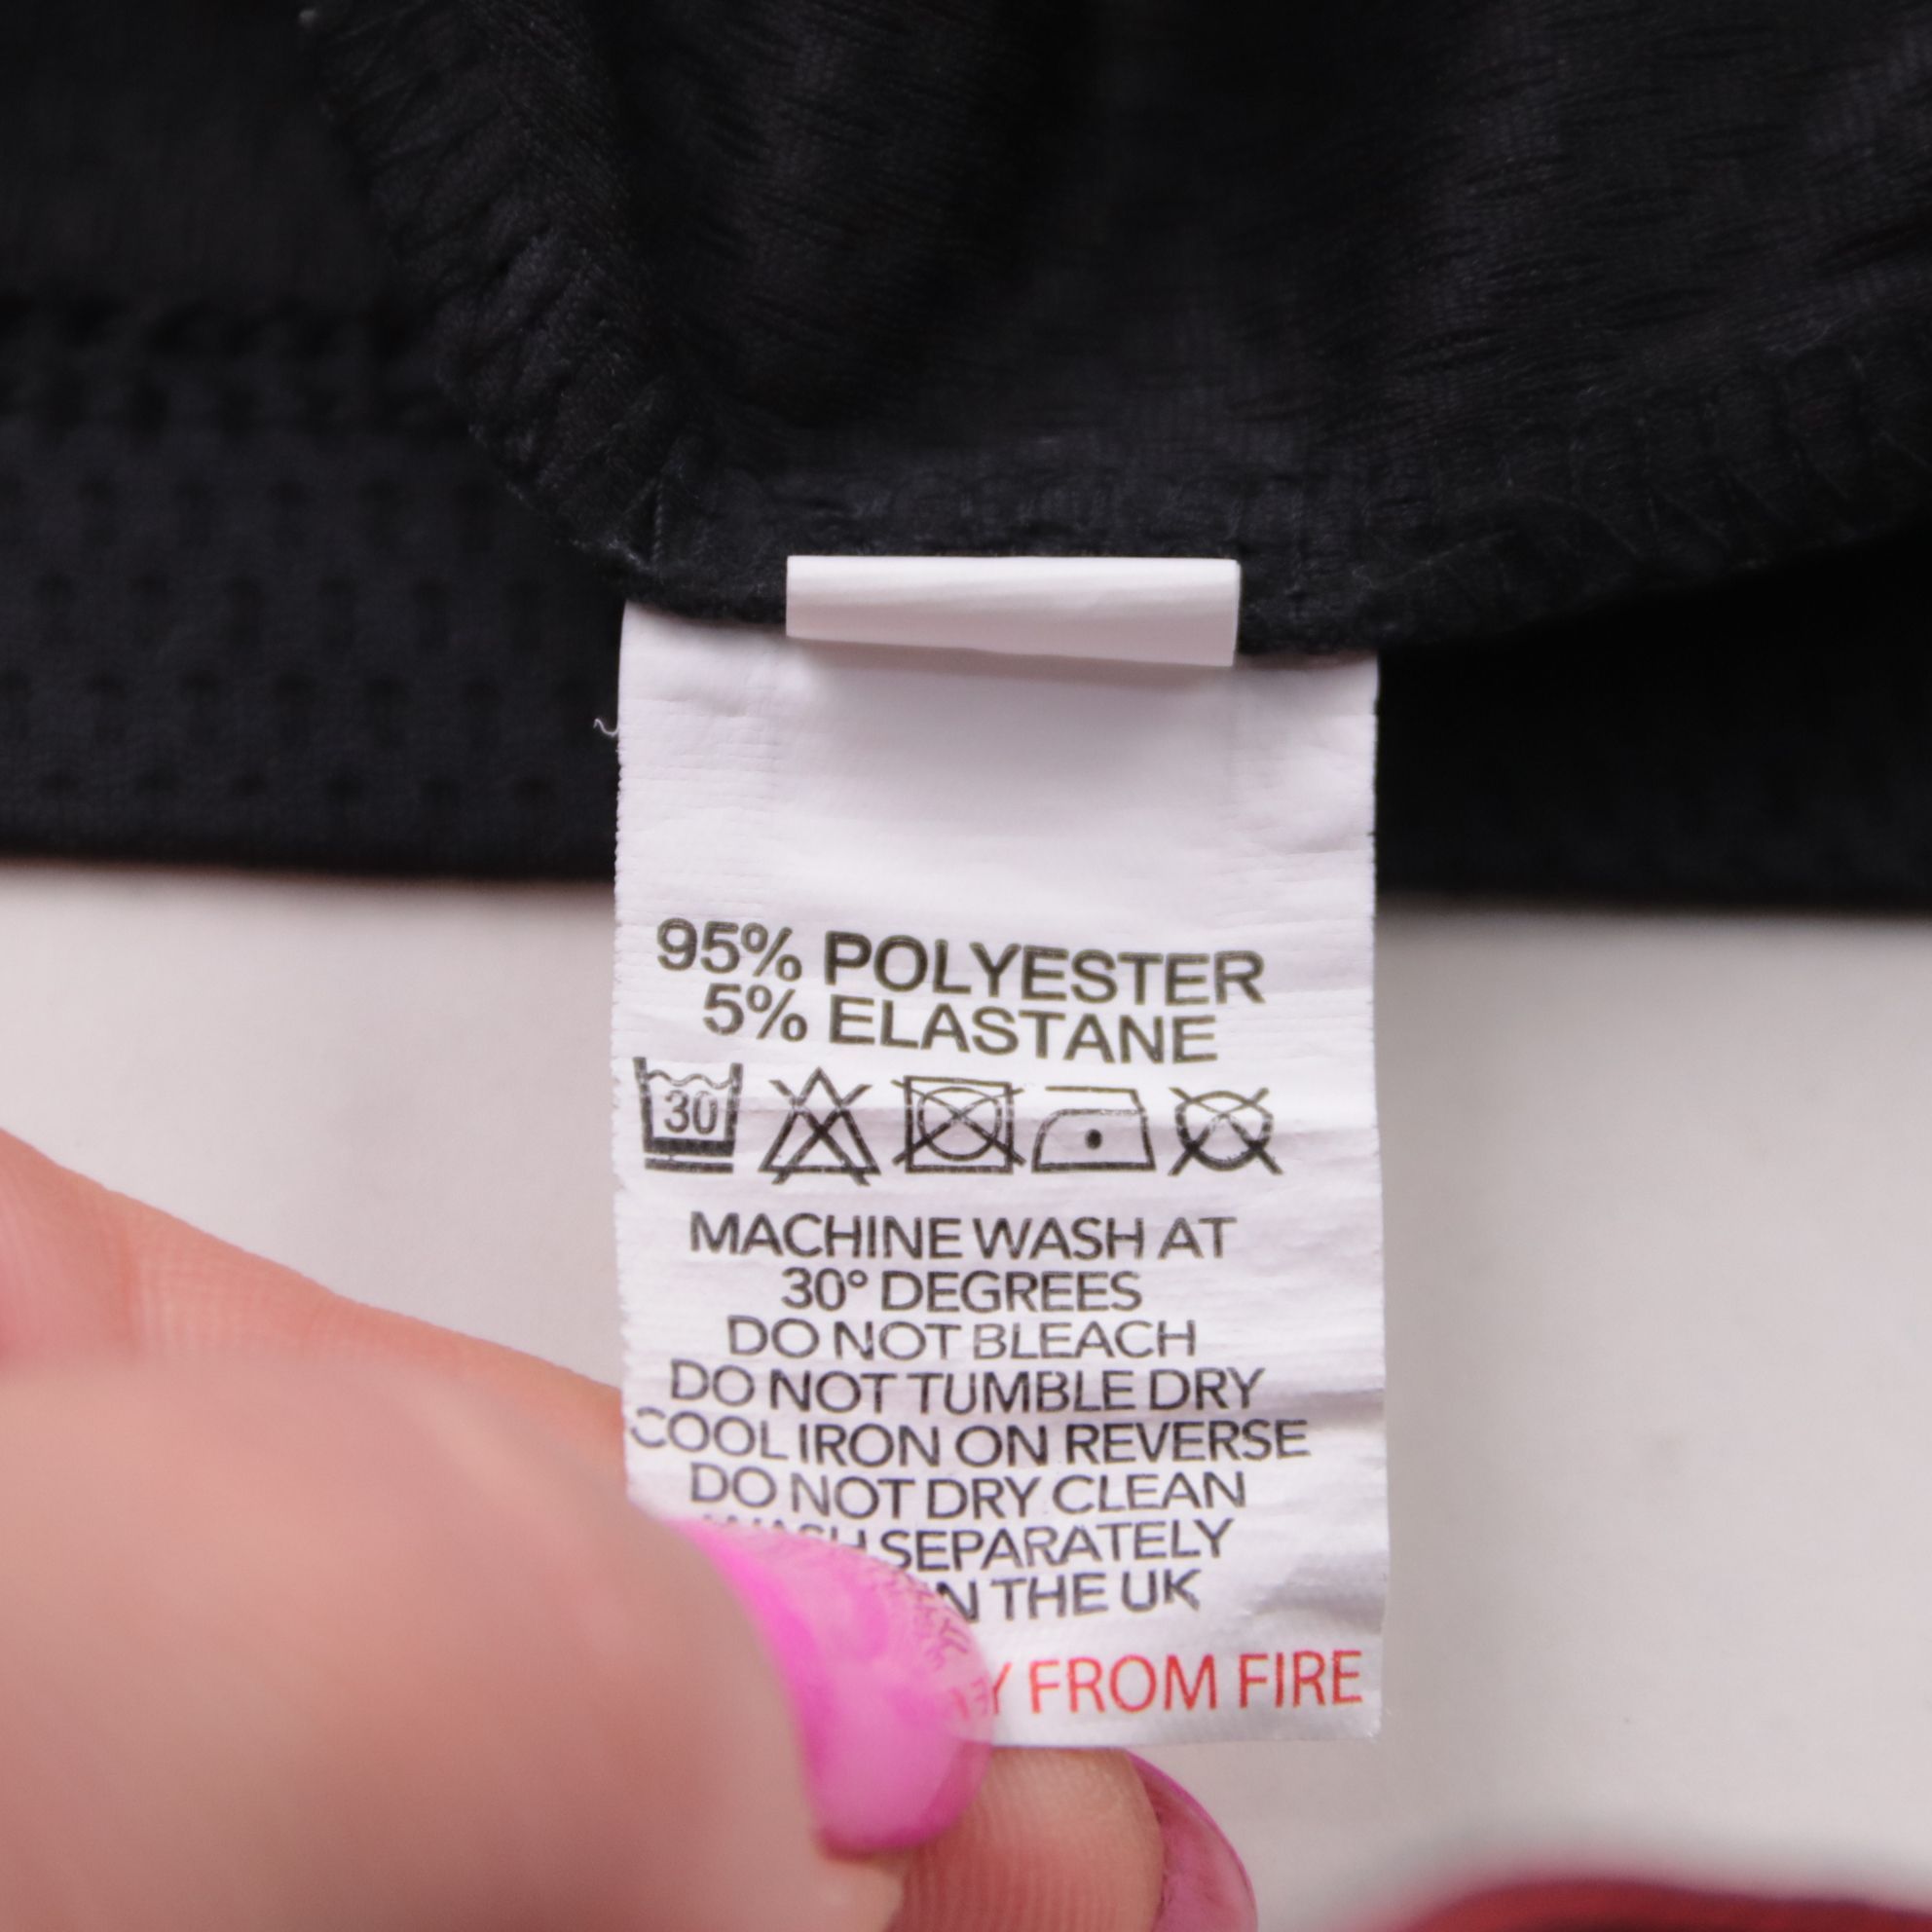 95% POLYESTER
5% ELASTANE
30
MACHINE WASH AT
30° DEGREES
DO NOT BLEACH
DO NOT TUMBLE DRY
COOL IRON ON REVERSE
DO NOT DRY CLEAN
WASH SEPARATELY
THE UK
FROM FIRE